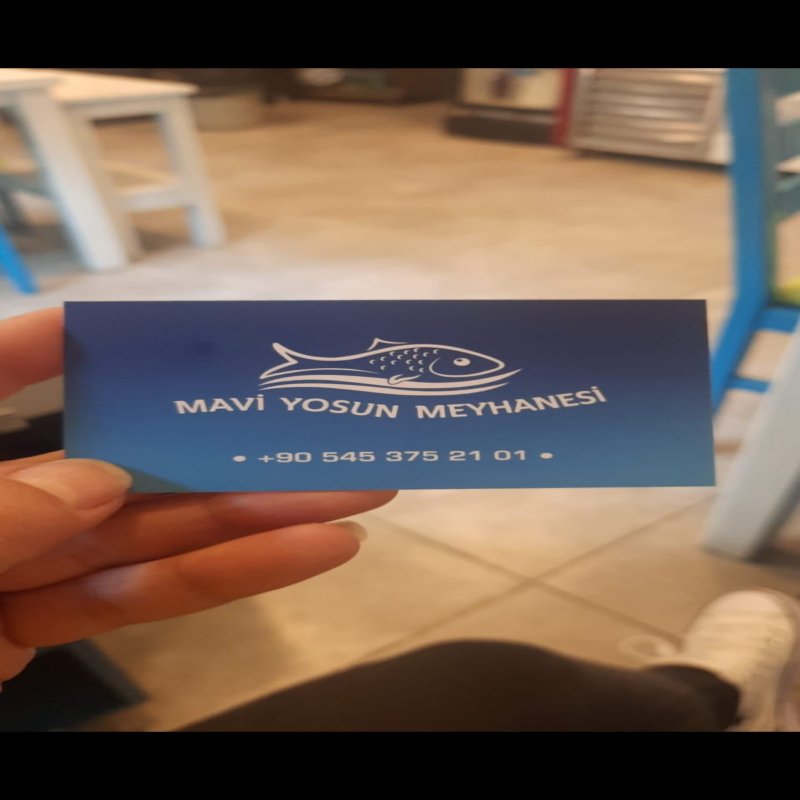 MAVİ YOSUN MEYHANESİ
• +90 545 375 21 01 •